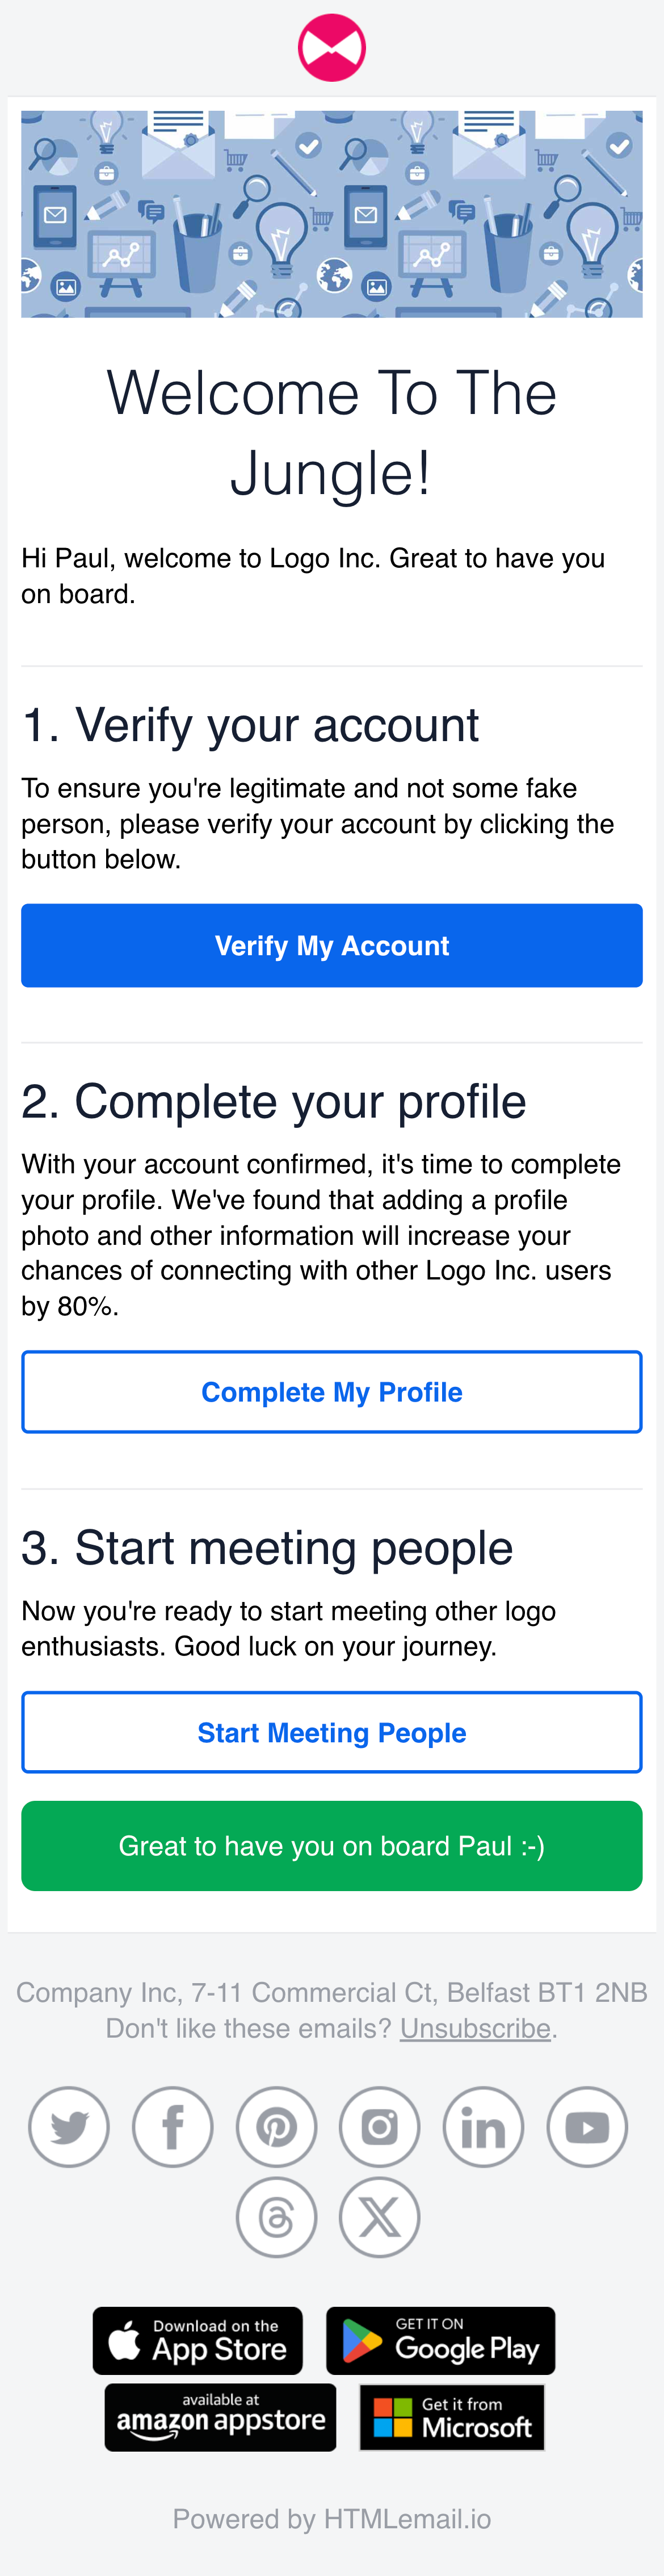 Welcome To The
Jungle!
Hi Paul, welcome to Logo Inc. Great to have you
on board.
1. Verify your account
To ensure you're legitimate and not some fake
person, please verify your account by clicking the
button below.
Verify My Account
2. Complete your profile
With your account confirmed, it's time to complete
your profile. We've found that adding a profile
photo and other information will increase your
chances of connecting with other Logo Inc. users
by 80%.
Complete My Profile
3. Start meeting people
Now you're ready to start meeting other logo
enthusiasts. Good luck on your journey.
Start Meeting People
Great to have you on board Paul :-)
Company Inc, 7-11 Commercial Ct, Belfast BT1 2NB
Don't like these emails? Unsubscribe.
Download on the
App Store
GET IT ON
Google Play
available at
amazon appstore
Get it from
Microsoft
Powered by HTMLemail.io